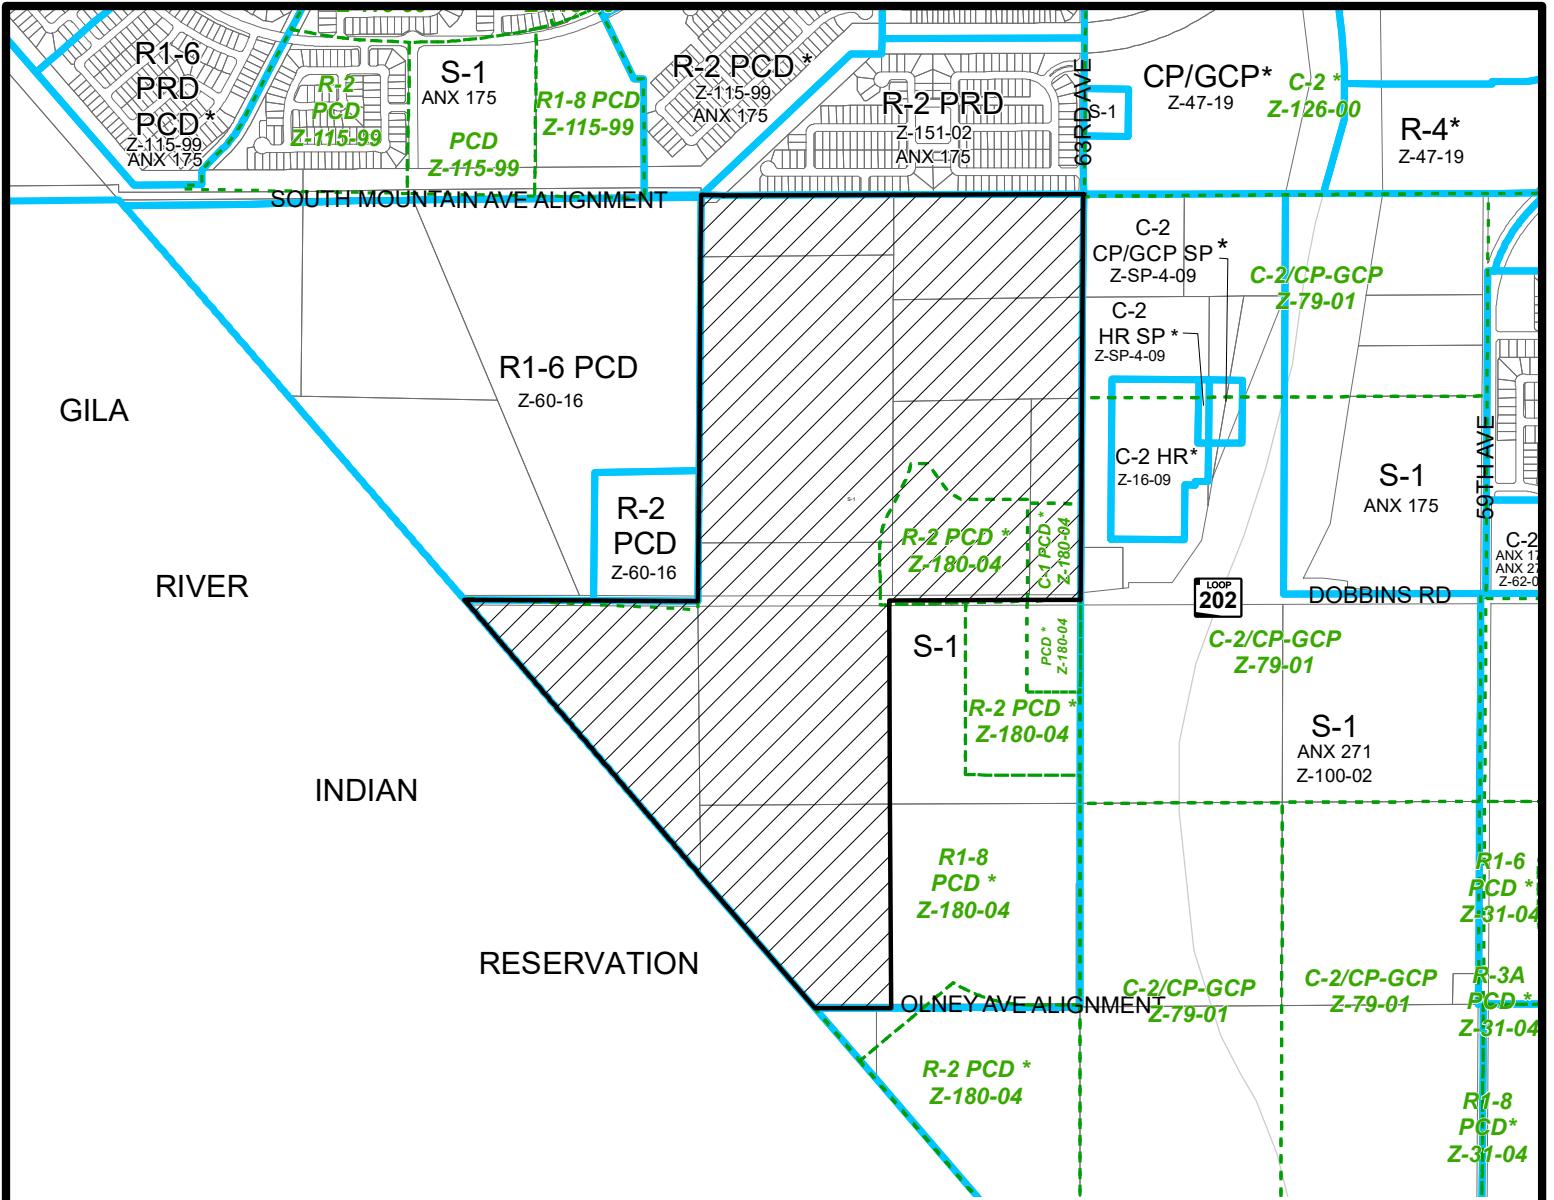 R1-6
PRD
PCD *
Z-115-99
ANX 175
R-2
PCD
Z-115-99
S-1
ANX 175
PCD
Z-115-99
R1-8 PCD
Z-115-99
R-2 PCD *
Z-115-99
ANX 175
R-2 PRD
Z-151-02
ANX 175
63RD AVE
S-1
CP/GCP*
Z-47-19
C-2 *
Z-126-00
R-4*
Z-47-19
SOUTH MOUNTAIN AVE ALIGNMENT
C-2
CP/GCP SP *
Z-SP-4-09
C-2/CP-GCP
Z-79-01
C-2
HR SP *
Z-SP-4-09
R1-6 PCD
Z-60-16
GILA
C-2 HR*
Z-16-09
S-1
ANX 175
59TH AVE
R-2
PCD
Z-60-16
S-1
R-2 PCD *
Z-180-04
C-1 PCD *
Z-180-04
C-2
ANX 17
ANX 27
Z-62-0
RIVER
LOOP
202
DOBBINS RD
S-1
PCD *
Z-180-04
C-2/CP-GCP
Z-79-01
R-2 PCD *
Z-180-04
S-1
ANX 271
Z-100-02
INDIAN
R1-8
PCD *
Z-180-04
R1-6
PCD *
Z-31-04
RESERVATION
C-2/CP-GCP
Z-79-01
C-2/CP-GCP
Z-79-01
R-3A
PCD *
Z-31-04
OLNEY AVE ALIGNMENT
R-2 PCD *
Z-180-04
R1-8
PCD*
Z-31-04